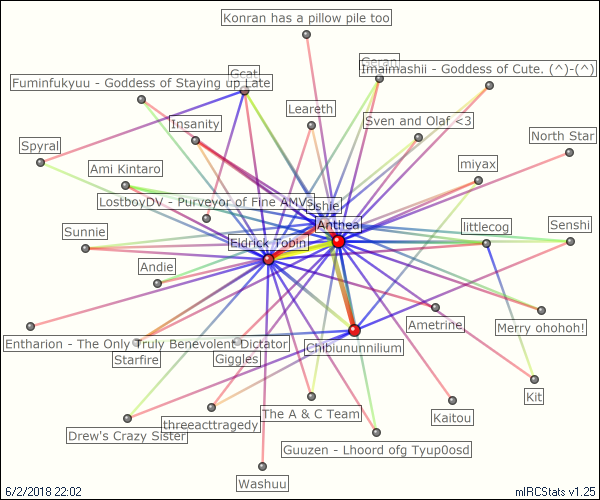 Konran has a pillow pile too
Geran
Imaimashii - Goddess of Cute. (^)-(^)
Gcat
Fuminfukyuu - Goddess of Staying up Late
Leareth
Sven and Olaf <3
Insanity
North Star
Spyral
miyax
Ami Kintaro
LostboyDV - Purveyor of Fine AMVs
Anthea
littlecog
Senshi
Sunnie
Eldrick Tobin
Andie
Ametrine
Merry ohohoh!
Entharion - The Only Truly Benevolent Dictator
Chibiununnilium
Starfire
Giggles
Kit
The A & C Team
Kaitou
threeacttragedy
Drew's Crazy Sister
Guuzen - Lhoord ofg Tyup0osd
Washuu
6/2/2018 22:02
mIRCStats v1.25